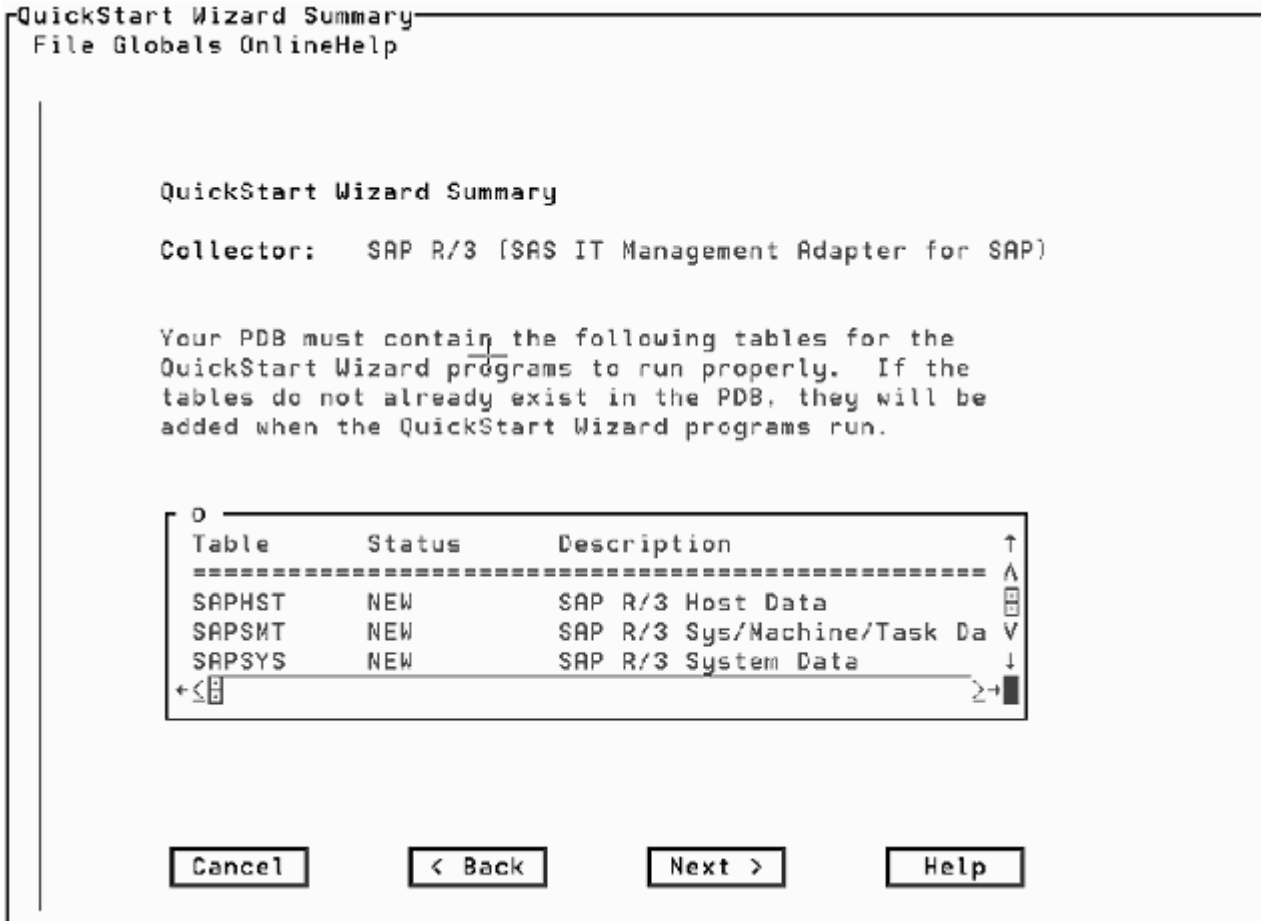 QuickStart Wizard Summary
File Globals OnlineHelp
QuickStart Wizard Summary
Collector: SAP R/3 (SAS IT Management Adapter for SAP)
Your PDB must contain the following tables for the
QuickStart Wizard programs to run properly. If the
tables do not already exist in the PDB, they will be
added when the QuickStart Wizard programs run.
O
Table Status Description ↑
================================================== Λ
SAPHST NEW SAP R/3 Host Data
SAPSMT NEW SAP R/3 Sys/Machine/Task Da V
SAPSYS NEW SAP R/3 System Data ↓
←< >→
Cancel < Back Next > Help